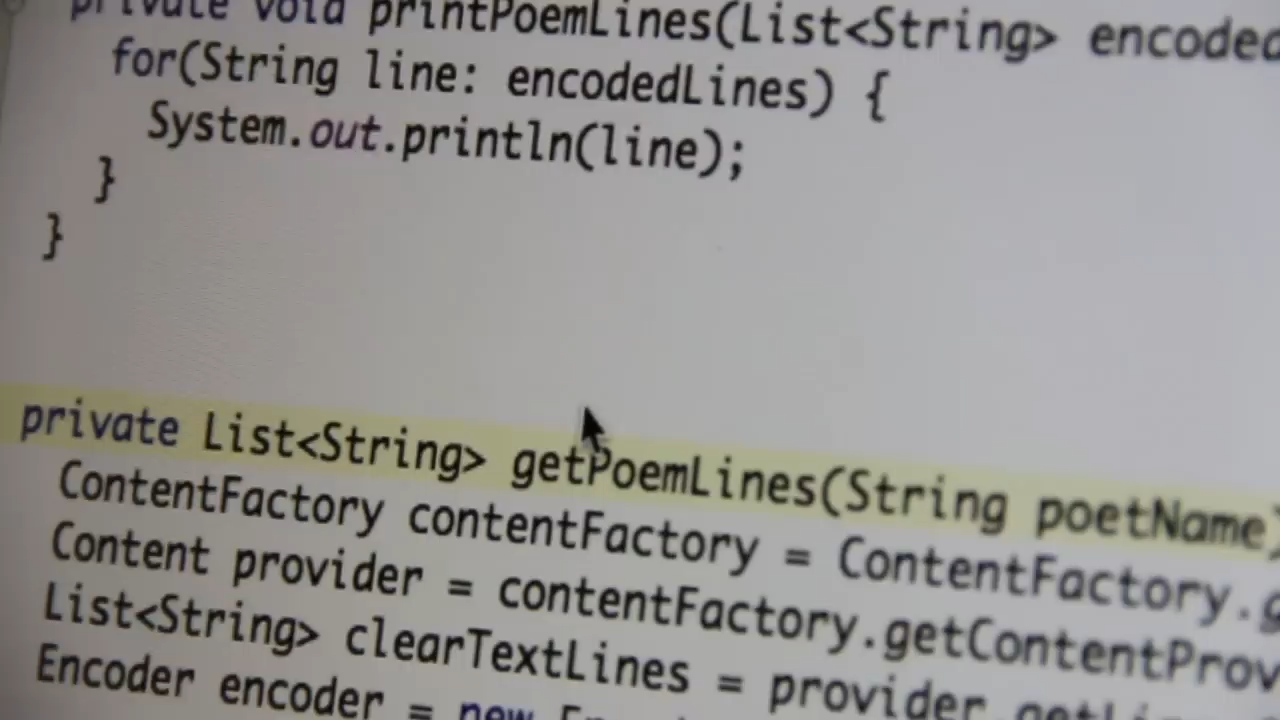 private void printPoemLines(List<String> encoded
for(String line: encodedLines) {
System.out.println(line);
}
}
private List<String> getPoemLines(String poetName)
ContentFactory contentFactory = ContentFactory.g
Content provider = contentFactory.getContentProv
List<String> clearTextLines = provider.getLin
Encoder encoder = new